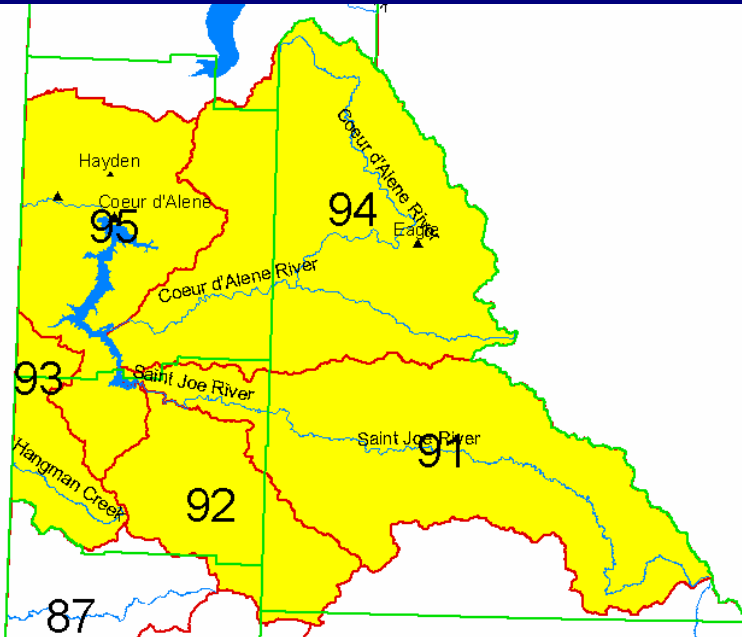 Coeur d'Alene River
Hayden
Coeur d'Alene
95
94
Eagle
Coeur d'Alene River
93
Saint Joe River
Saint Joe River
91
Hangman Creek
92
87